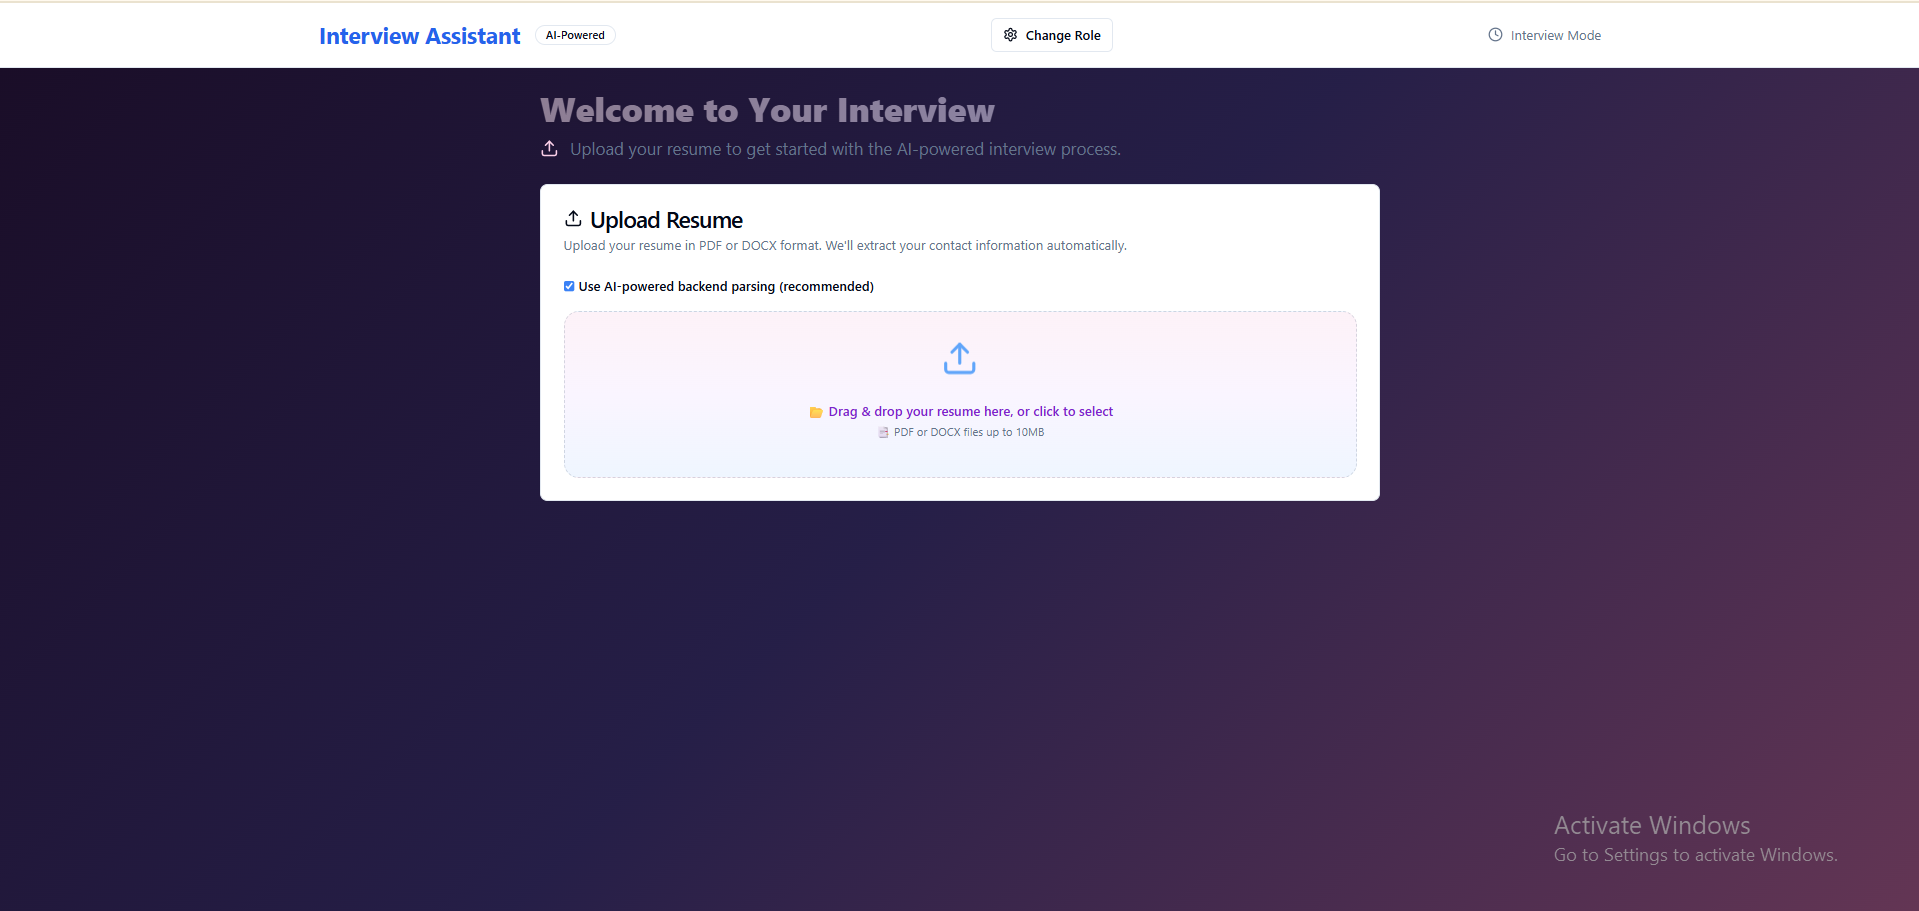 Interview Assistant
AI-Powered
Change Role
Interview Mode
Welcome to Your Interview
Upload your resume to get started with the AI-powered interview process.
Upload Resume
Upload your resume in PDF or DOCX format. We'll extract your contact information automatically.
Use AI-powered backend parsing (recommended)
Drag & drop your resume here, or click to select
PDF or DOCX files up to 10MB
Activate Windows
Go to Settings to activate Windows.